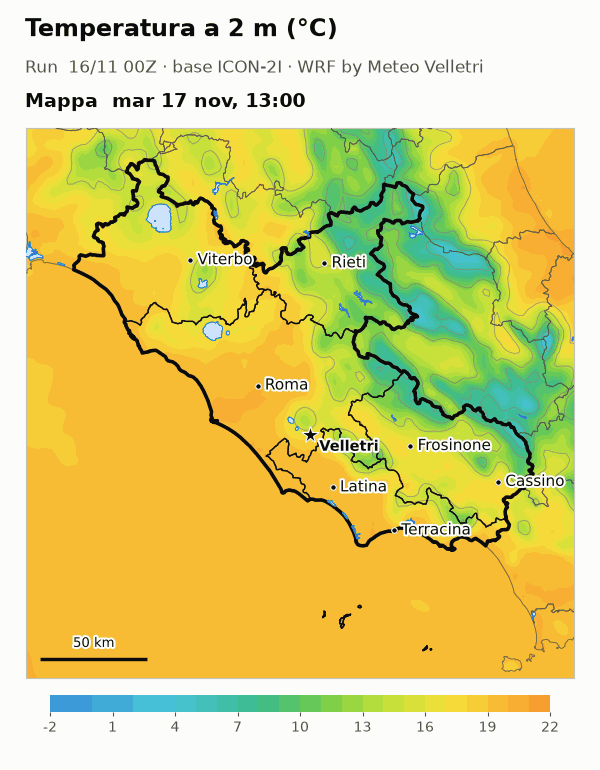 Temperatura a 2 m (°C)
Run  16/11 00Z · base ICON-2I · WRF by Meteo Velletri
Mappa  mar 17 nov, 13:00
Viterbo
Rieti
Roma
Velletri
Frosinone
Latina
Cassino
Terracina
50 km
-2 1 4 7 10 13 16 19 22